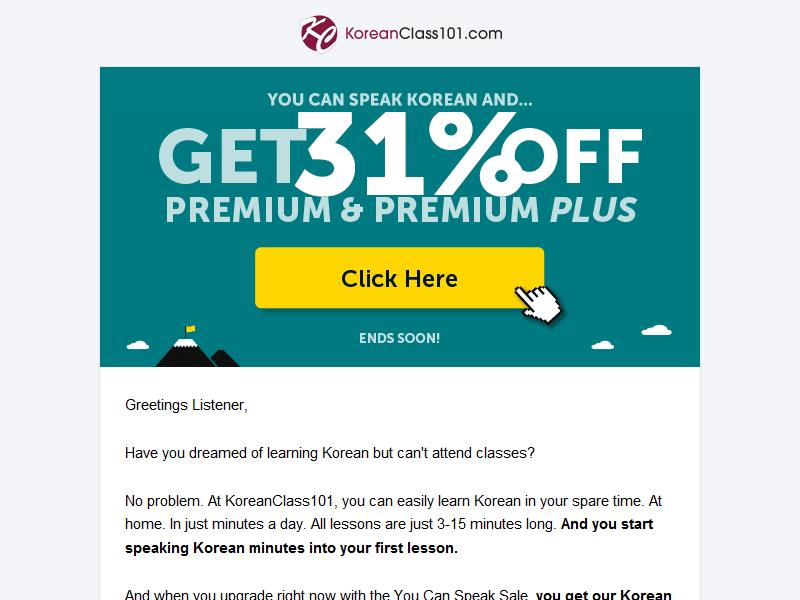 KoreanClass101.com
YOU CAN SPEAK KOREAN AND...
GET 31% OFF
PREMIUM & PREMIUM PLUS
Click Here
ENDS SOON!
Greetings Listener,
Have you dreamed of learning Korean but can't attend classes?
No problem. At KoreanClass101, you can easily learn Korean in your spare time. At
home. In just minutes a day. All lessons are just 3-15 minutes long. And you start
speaking Korean minutes into your first lesson.
And when you upgrade right now with the You Can Speak Sale, you get our Korean